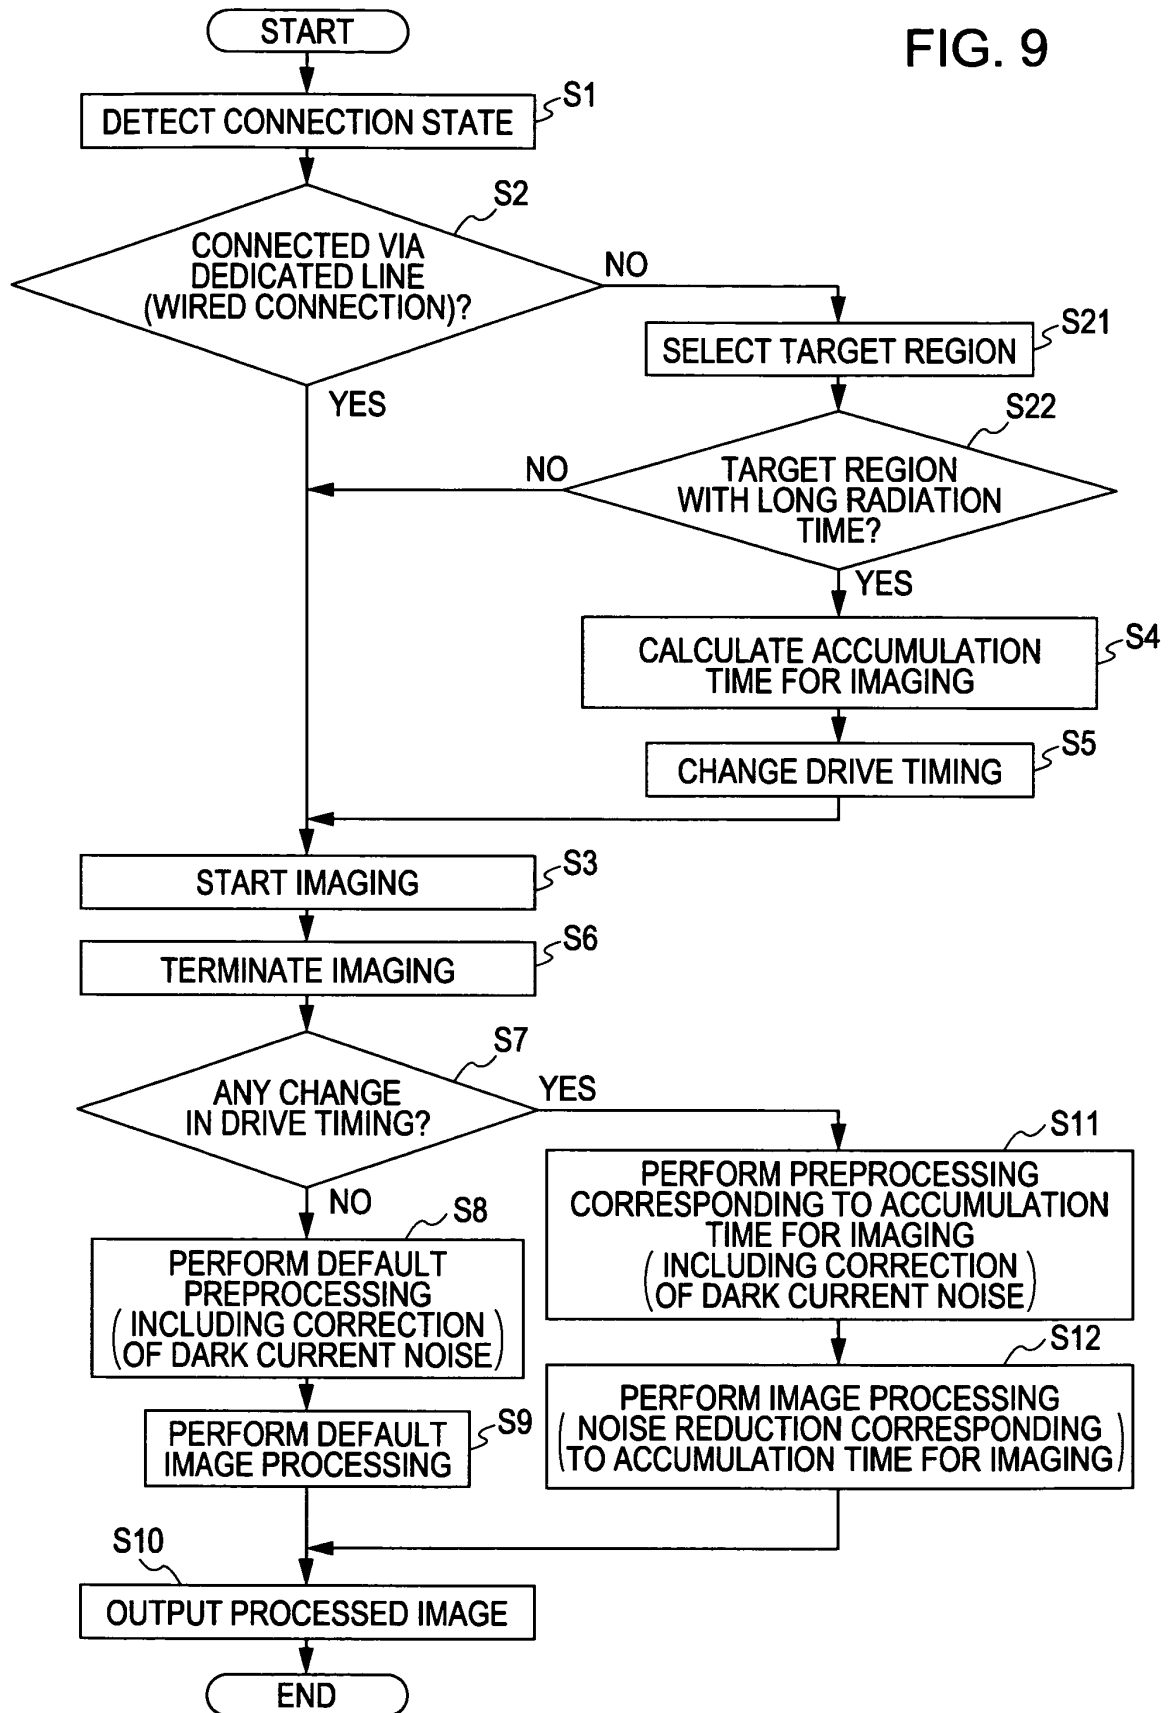 FIG. 9
START
S1
DETECT CONNECTION STATE
S2
CONNECTED VIA
DEDICATED LINE
(WIRED CONNECTION)?
NO
YES
S21
SELECT TARGET REGION
S22
TARGET REGION
WITH LONG RADIATION
TIME?
NO
YES
S4
CALCULATE ACCUMULATION
TIME FOR IMAGING
S5
CHANGE DRIVE TIMING
S3
START IMAGING
S6
TERMINATE IMAGING
S7
ANY CHANGE
IN DRIVE TIMING?
YES
NO
S8
PERFORM DEFAULT
PREPROCESSING
(INCLUDING CORRECTION
OF DARK CURRENT NOISE)
S9
PERFORM DEFAULT
IMAGE PROCESSING
S11
PERFORM PREPROCESSING
CORRESPONDING TO ACCUMULATION
TIME FOR IMAGING
(INCLUDING CORRECTION
OF DARK CURRENT NOISE)
S12
PERFORM IMAGE PROCESSING
(NOISE REDUCTION CORRESPONDING
TO ACCUMULATION TIME FOR IMAGING)
S10
OUTPUT PROCESSED IMAGE
END